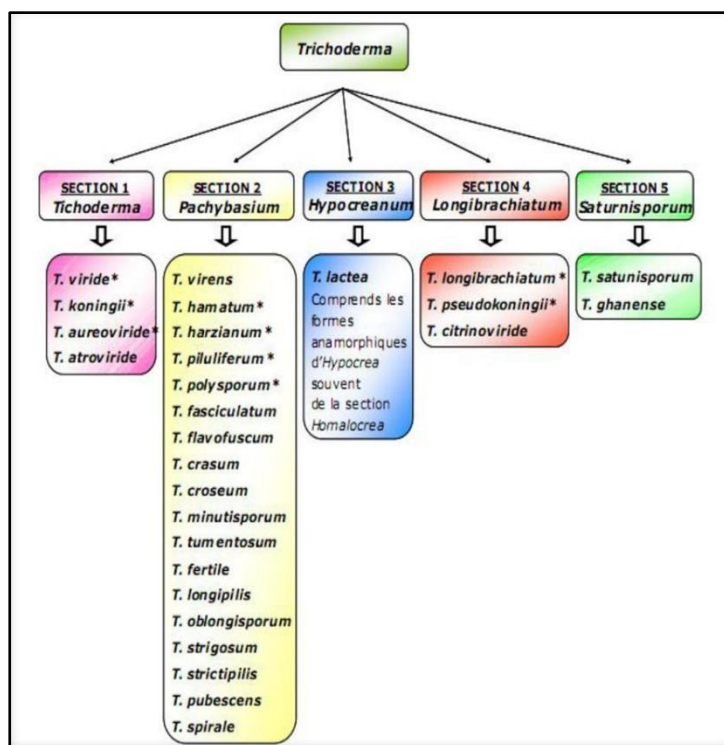 Trichoderma
SECTION 1
Tichoderma
SECTION 2
Pachybasium
SECTION 3
Hypocreanum
SECTION 4
Longibrachiatum
SECTION 5
Saturnisporum
T. viride*
T. koningii*
T. aureoviride*
T. atroviride
T. virens
T. hamatum*
T. harzianum*
T. piluliferum*
T. polysporum*
T. fasciculatum
T. flavofuscum
T. crasum
T. croseum
T. minutisporum
T. tumentosum
T. fertile
T. longipilis
T. oblongisporum
T. strigosum
T. strictipilis
T. pubescens
T. spirale
T. lactea
Comprends les
formes
anamorphiques
d'Hypocrea
souvent
de la section
Homalocrea
T. longibrachiatum*
T. pseudokoningii*
T. citrinoviride
T. satunisporum
T. ghanense